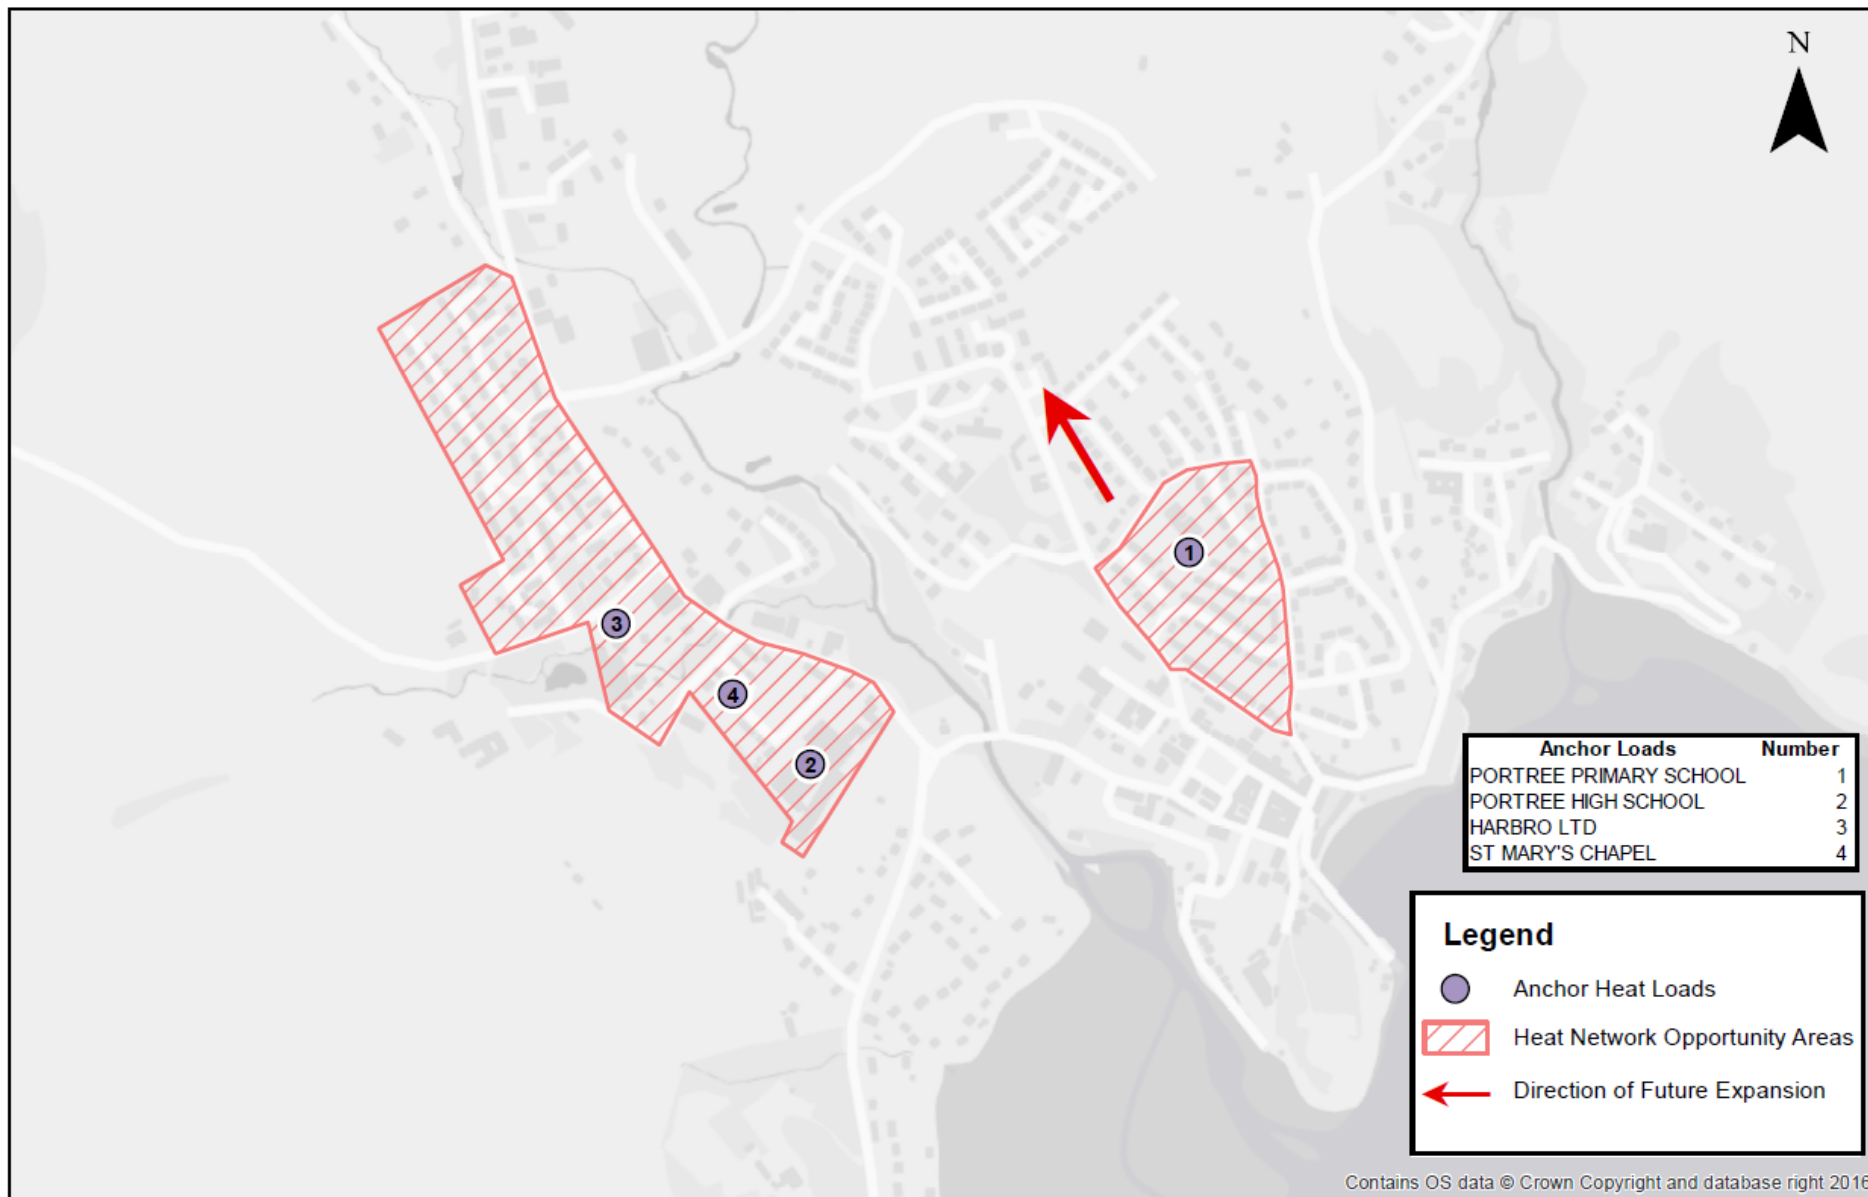 N
1
3
4
2
Anchor Loads Number
PORTREE PRIMARY SCHOOL 1
PORTREE HIGH SCHOOL 2
HARBRO LTD 3
ST MARY'S CHAPEL 4
Legend
Anchor Heat Loads
Heat Network Opportunity Areas
Direction of Future Expansion
Contains OS data © Crown Copyright and database right 2016